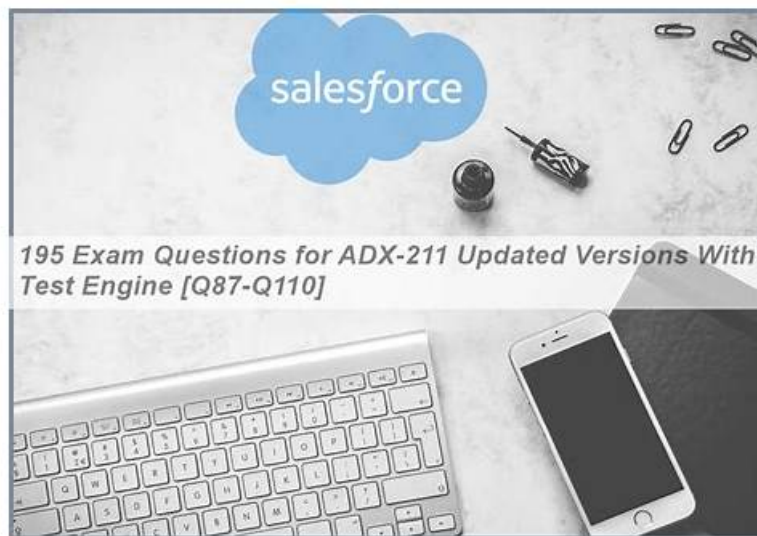 salesforce
195 Exam Questions for ADX-211 Updated Versions With
Test Engine [Q87-Q110]